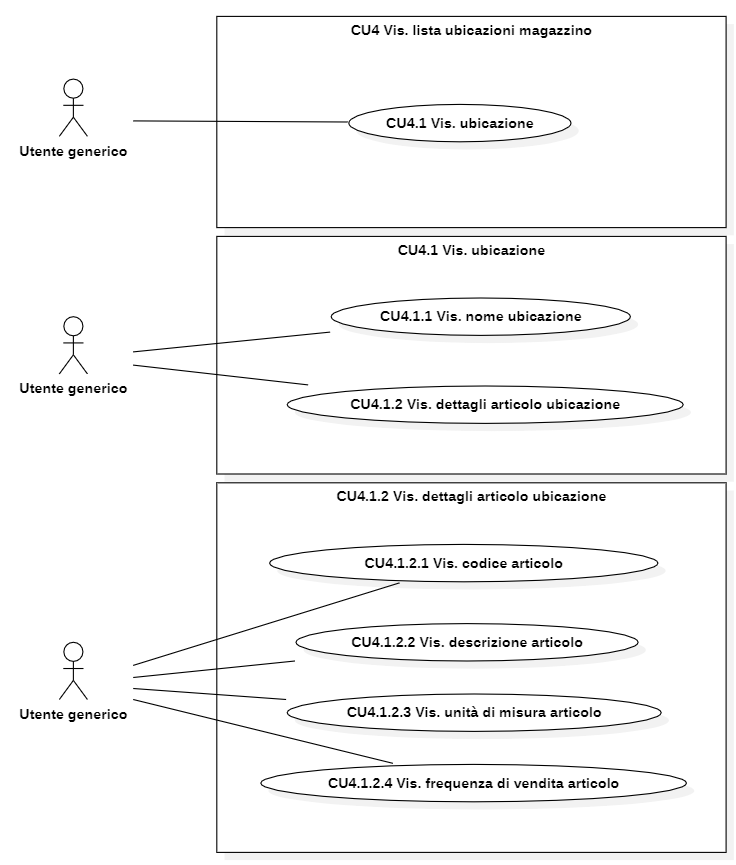 CU4 Vis. lista ubicazioni magazzino
CU4.1 Vis. ubicazione
Utente generico
CU4.1 Vis. ubicazione
CU4.1.1 Vis. nome ubicazione
Utente generico
CU4.1.2 Vis. dettagli articolo ubicazione
CU4.1.2 Vis. dettagli articolo ubicazione
CU4.1.2.1 Vis. codice articolo
CU4.1.2.2 Vis. descrizione articolo
Utente generico
CU4.1.2.3 Vis. unità di misura articolo
CU4.1.2.4 Vis. frequenza di vendita articolo